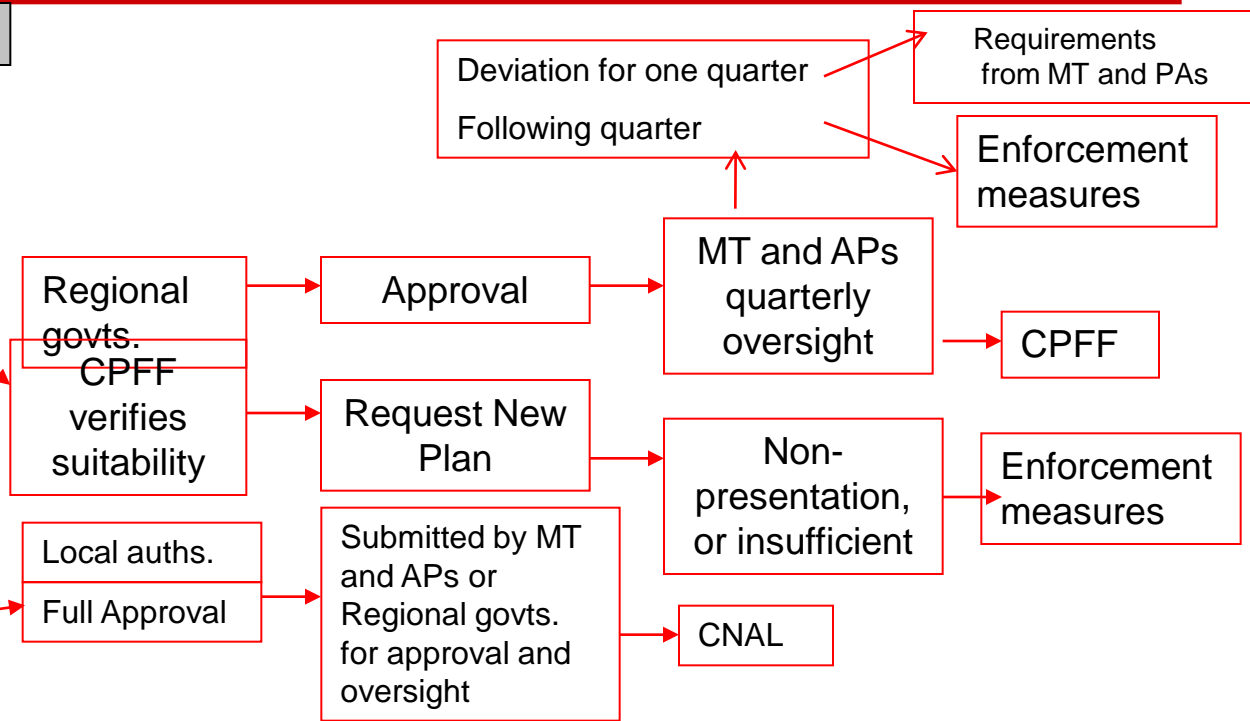 Deviation for one quarter
Following quarter
Requirements
from MT and PAs
Enforcement
measures
Regional
govts.
Approval
MT and APs
quarterly
oversight
CPFF
CPFF
verifies
suitability
Request New
Plan
Non-
presentation,
or insufficient
Enforcement
measures
Local auths.
Full Approval
Submitted by MT
and APs or
Regional govts.
for approval and
oversight
CNAL